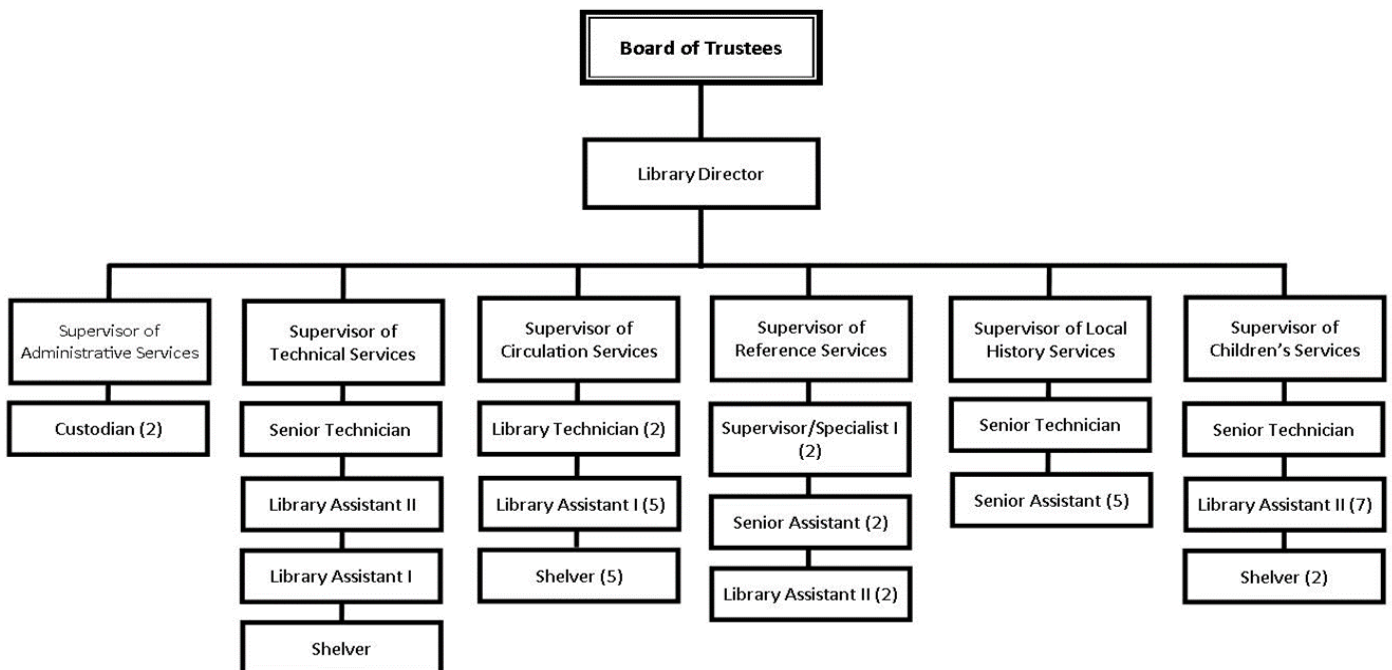 Board of Trustees
Library Director
Supervisor of
Administrative Services
Custodian (2)
Supervisor of
Technical Services
Senior Technician
Library Assistant II
Library Assistant I
Shelver
Supervisor of
Circulation Services
Library Technician (2)
Library Assistant I (5)
Shelver (5)
Supervisor of
Reference Services
Supervisor/Specialist I
(2)
Senior Assistant (2)
Library Assistant II (2)
Supervisor of Local
History Services
Senior Technician
Senior Assistant (5)
Supervisor of
Children’s Services
Senior Technician
Library Assistant II (7)
Shelver (2)